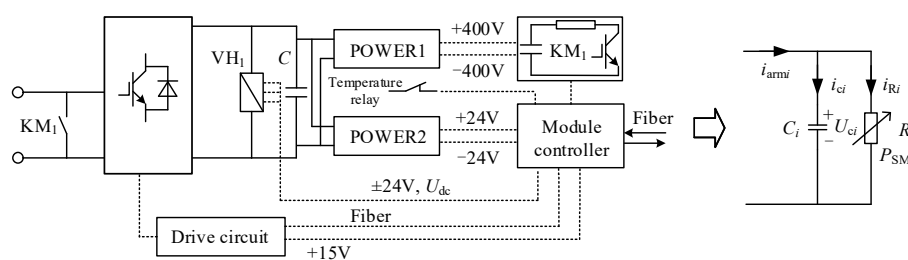 +400V
VH1
C
POWER1
KM1
−400V
Temperature
relay
iarmi
ici
iRi
KM1
+24V
Module
controller
Fiber
Ci
+
Uci
−
R
POWER2
PSM
−24V
±24V, Udc
Fiber
Drive circuit
+15V